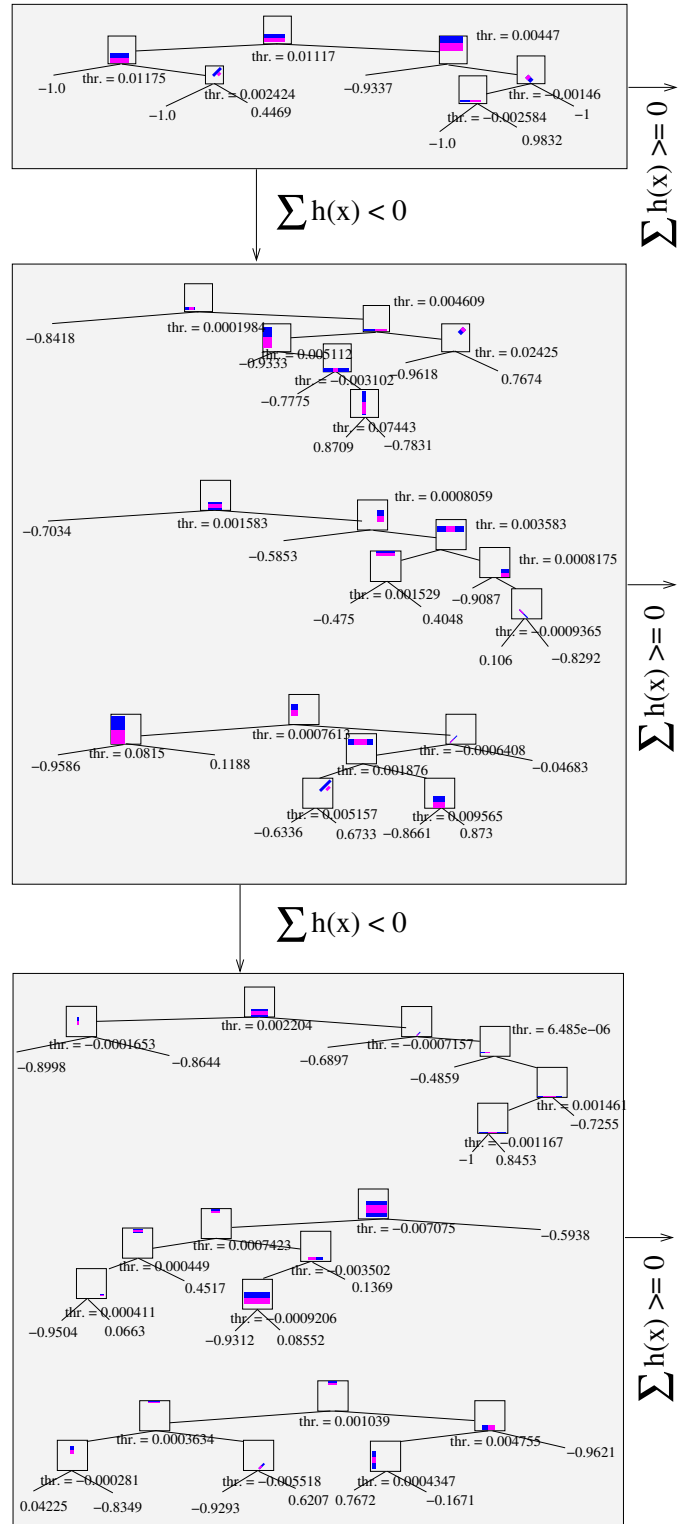 thr. = 0.00447
thr. = 0.01117
thr. = 0.01175
−1.0
−0.9337
thr. = 0.002424
thr. = −0.00146
−1.0
0.4469
thr. = −0.002584
−1
−1.0
0.9832
∑ h(x) >= 0
∑ h(x) < 0
thr. = 0.004609
thr. = 0.0001984
−0.8418
thr. = 0.005112
thr. = 0.02425
−0.9333
−0.9618
0.7674
thr. = −0.003102
−0.7775
thr. = 0.07443
0.8709
−0.7831
thr. = 0.0008059
thr. = 0.001583
−0.7034
thr. = 0.003583
−0.5853
thr. = 0.0008175
thr. = 0.001529
−0.9087
−0.475
0.4048
thr. = −0.0009365
0.106
−0.8292
∑ h(x) >= 0
thr. = 0.0007613
thr. = 0.0815
thr. = −0.0006408
−0.9586
0.1188
thr. = 0.001876
−0.04683
thr. = 0.005157
thr. = 0.009565
−0.6336
0.6733
−0.8661
0.873
∑ h(x) < 0
thr. = 0.002204
thr. = 6.485e−06
thr. = −0.0001653
thr. = −0.0007157
−0.8998
−0.8644
−0.6897
−0.4859
thr. = 0.001461
−0.7255
thr. = −0.001167
−1
0.8453
thr. = −0.007075
−0.5938
thr. = 0.0007423
thr. = 0.000449
thr. = −0.003502
0.4517
0.1369
thr. = 0.000411
thr. = −0.0009206
−0.9504
0.0663
−0.9312
0.08552
∑ h(x) >= 0
thr. = 0.001039
thr. = 0.0003634
thr. = 0.004755
−0.9621
thr. = −0.000281
thr. = −0.005518
thr. = 0.0004347
0.04225
−0.8349
−0.9293
0.6207
0.7672
−0.1671